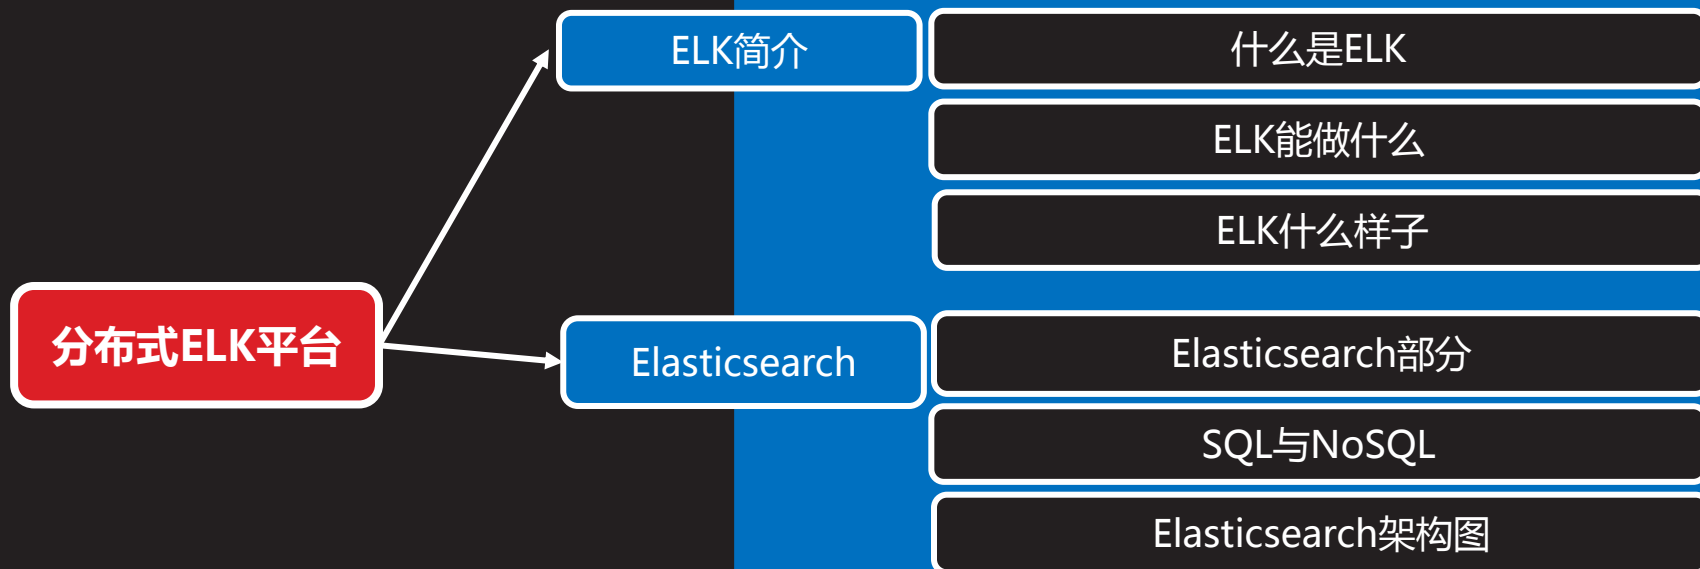 ELK简介
什么是ELK
ELK能做什么
ELK什么样子
分布式ELK平台
Elasticsearch
Elasticsearch部分
SQL与NoSQL
Elasticsearch架构图